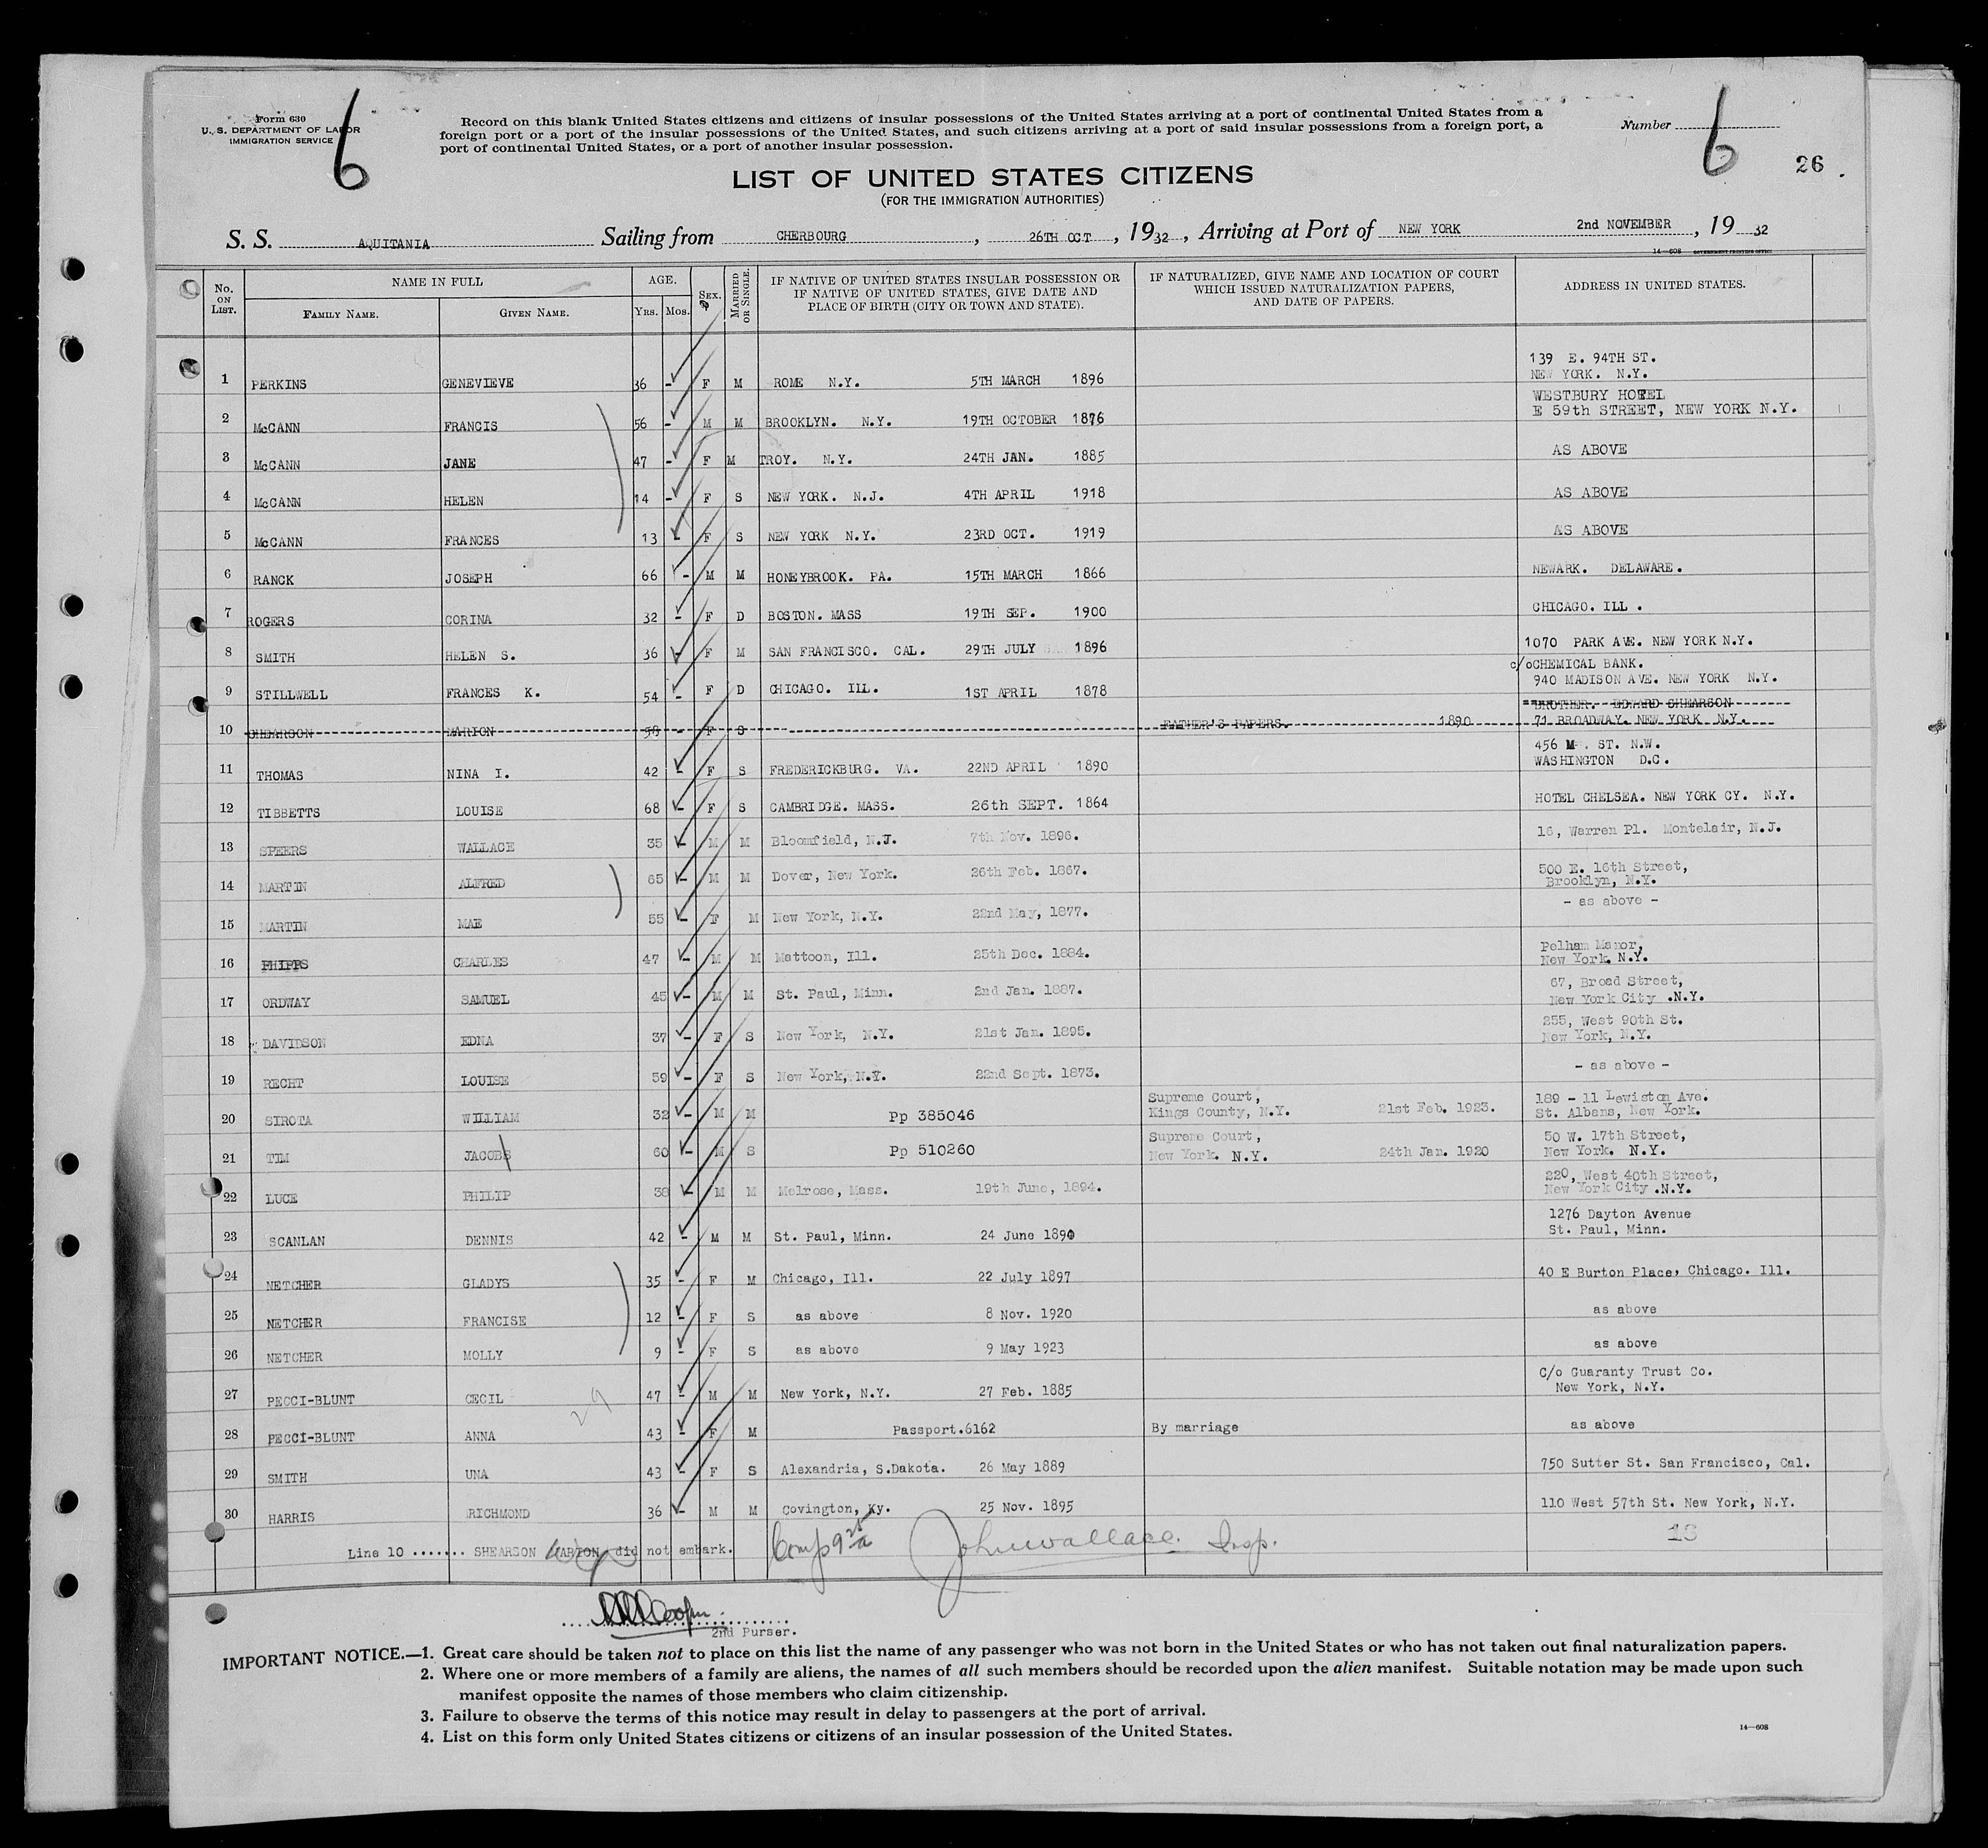 Form 630
U. S. DEPARTMENT OF LABOR
IMMIGRATION SERVICE
6
Record on this blank United States citizens and citizens of insular possessions of the United States arriving at a port of continental United States from a
foreign port or a port of the insular possessions of the United States, and such citizens arriving at a port of said insular possessions from a foreign port, a
port of continental United States, or a port of another insular possession.
Number
6
26
LIST OF UNITED STATES CITIZENS
(FOR THE IMMIGRATION AUTHORITIES)
S. S. AQUITANIA Sailing from CHERBOURG, 26TH OCT, 1932, Arriving at Port of NEW YORK 2nd NOVEMBER, 19 32
14—608 GOVERNMENT PRINTING OFFICE
No. ON LIST. NAME IN FULL FAMILY NAME. GIVEN NAME. AGE. YRS. MOS. SEX. MARRIED OR SINGLE. IF NATIVE OF UNITED STATES INSULAR POSSESSION OR IF NATIVE OF UNITED STATES, GIVE DATE AND PLACE OF BIRTH (CITY OR TOWN AND STATE). IF NATURALIZED, GIVE NAME AND LOCATION OF COURT WHICH ISSUED NATURALIZATION PAPERS, AND DATE OF PAPERS. ADDRESS IN UNITED STATES.
1 PERKINS GENEVIEVE 36 - F M ROME N.Y. 5TH MARCH 1896 139 E. 94TH ST. NEW YORK. N.Y.
2 McCANN FRANCIS 56 - M M BROOKLYN. N.Y. 19TH OCTOBER 1876 WESTBURY HOTEL E 59th STREET, NEW YORK N.Y.
3 McCANN JANE 47 - F M TROY. N.Y. 24TH JAN. 1885 AS ABOVE
4 McCANN HELEN 14 - F S NEW YORK. N.J. 4TH APRIL 1918 AS ABOVE
5 McCANN FRANCES 13 - F S NEW YORK N.Y. 23RD OCT. 1919 AS ABOVE
6 RANCK JOSEPH 66 - M M HONEYBROOK. PA. 15TH MARCH 1866 NEWARK. DELAWARE.
7 ROGERS CORINA 32 - F D BOSTON. MASS 19TH SEP. 1900 CHICAGO. ILL.
8 SMITH HELEN S. 36 - F M SAN FRANCISCO. CAL. 29TH JULY 1896 1070 PARK AVE. NEW YORK N.Y.
9 STILLWELL FRANCES K. 54 - F D CHICAGO. ILL. 1ST APRIL 1878 c/o CHEMICAL BANK. 940 MADISON AVE. NEW YORK N.Y.
10 SHEARSON MARION 58 - F S FATHER'S PAPERS. 1890 BROTHER. EDWARD SHEARSON 71 BROADWAY. NEW YORK N.Y.
11 THOMAS NINA I. 42 - F S FREDERICKBURG. VA. 22ND APRIL 1890 456 M. ST. N.W. WASHINGTON D.C.
12 TIBBETTS LOUISE 68 - F S CAMBRIDGE. MASS. 26th SEPT. 1864 HOTEL CHELSEA. NEW YORK CY. N.Y.
13 SPEERS WALLACE 35 - M M Bloomfield, N.J. 7th Nov. 1896. 16, Warren Pl. Montclair, N.J.
14 MARTIN ALFRED 65 - M M Dover, New York. 26th Feb. 1867. 500 E. 16th Street, Brooklyn, N.Y.
15 MARTIN MAE 55 - F M New York, N.Y. 22nd May, 1877. - as above -
16 PHIPPS CHARLES 47 - M M Mattoon, Ill. 25th Dec. 1884. Pelham Manor, New York. N.Y.
17 ORDWAY SAMUEL 45 - M M St. Paul, Minn. 2nd Jan. 1887. 67, Broad Street, New York City .N.Y.
18 DAVIDSON EDNA 37 - F S New York, N.Y. 21st Jan. 1895. 255, West 90th St. New York, N.Y.
19 RECHT LOUISE 59 - F S New York, N.Y. 22nd Sept. 1873. - as above -
20 SIROTA WILLIAM 32 - M M Pp 385046 Supreme Court, Kings County, N.Y. 21st Feb. 1923. 189 - 11 Lewiston Ave. St. Albans, New York.
21 TIM JACOBS 60 - M S Pp 510260 Supreme Court, New York. N.Y. 24th Jan. 1920 50 W. 17th Street, New York. N.Y.
22 LUCE PHILIP 38 - M M Melrose, Mass. 19th June, 1894. 220, West 40th Street, New York City .N.Y.
23 SCANLAN DENNIS 42 - M M St. Paul, Minn. 24 June 1890 1276 Dayton Avenue St. Paul, Minn.
24 NETCHER GLADYS 35 - F M Chicago, Ill. 22 July 1897 40 E Burton Place, Chicago. Ill.
25 NETCHER FRANCISE 12 - F S as above 8 Nov. 1920 as above
26 NETCHER MOLLY 9 - F S as above 9 May 1923 as above
27 PECCI-BLUNT CECIL 47 - M M New York, N.Y. 27 Feb. 1885 C/o Guaranty Trust Co. New York, N.Y.
29
28 PECCI-BLUNT ANNA 43 - F M Passport.6162 By marriage as above
29 SMITH UNA 43 - F S Alexandria, S.Dakota. 26 May 1889 750 Sutter St. San Francisco, Cal.
30 HARRIS RICHMOND 36 - M M Covington, Ky. 25 Nov. 1895 110 West 57th St. New York, N.Y.
Line 10 ....... SHEARSON MARION did not embark. John Wallace. Insp.
2nd Purser.
IMPORTANT NOTICE.—1. Great care should be taken not to place on this list the name of any passenger who was not born in the United States or who has not taken out final naturalization papers.
2. Where one or more members of a family are aliens, the names of all such members should be recorded upon the alien manifest. Suitable notation may be made upon such
manifest opposite the names of those members who claim citizenship.
3. Failure to observe the terms of this notice may result in delay to passengers at the port of arrival.
4. List on this form only United States citizens or citizens of an insular possession of the United States.
14—608